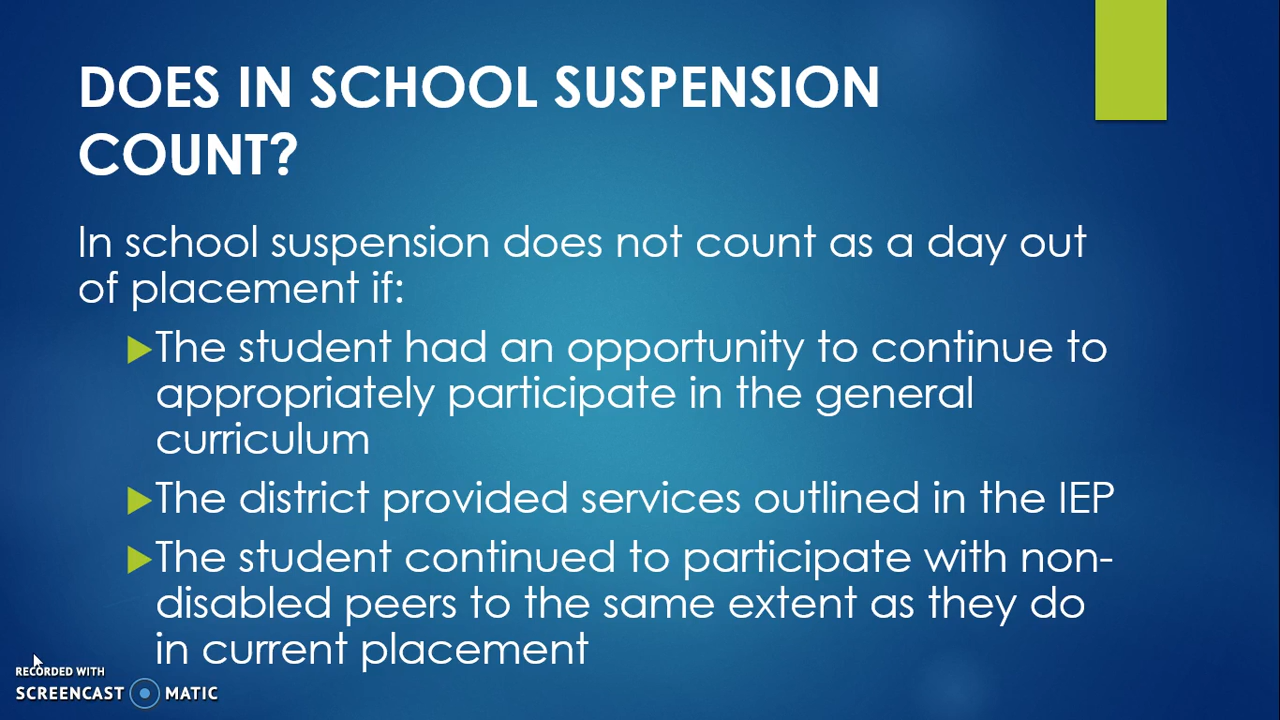 DOES IN SCHOOL SUSPENSION
COUNT?
In school suspension does not count as a day out
of placement if:
The student had an opportunity to continue to
appropriately participate in the general
curriculum
The district provided services outlined in the IEP
The student continued to participate with non-
disabled peers to the same extent as they do
in current placement
RECORDED WITH
SCREENCAST MATIC